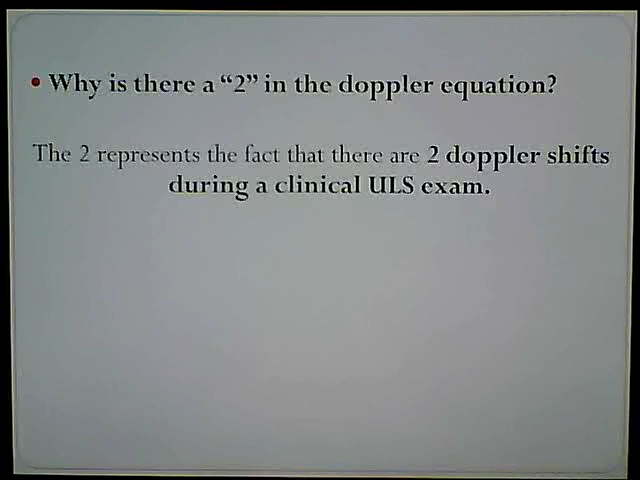 • Why is there a “2” in the doppler equation?
The 2 represents the fact that there are 2 doppler shifts
during a clinical ULS exam.